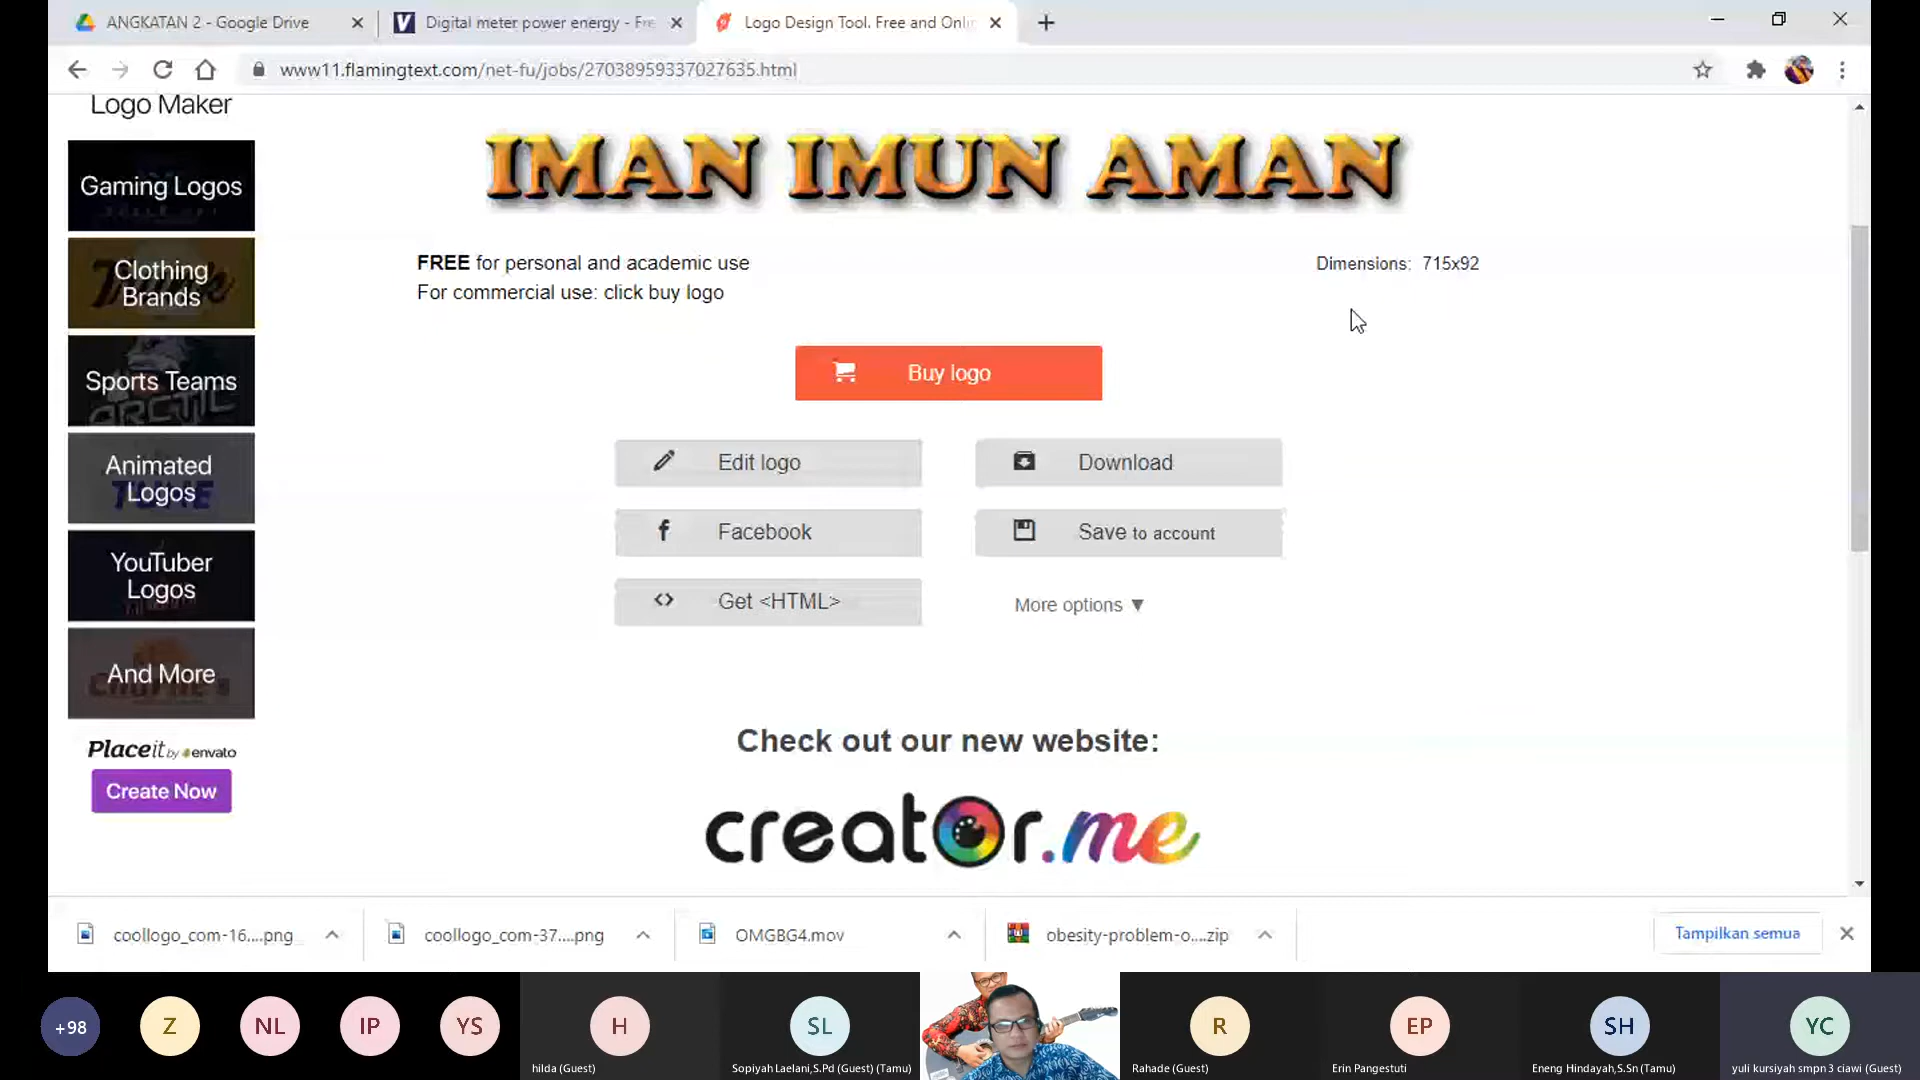 ANGKATAN 2 - Google Drive
Digital meter power energy - Fre
Logo Design Tool. Free and Onlin
www11.flamingtext.com/net-fu/jobs/27038959337027635.html
Logo Maker
Gaming Logos
Clothing
Brands
Sports Teams
ARCTIC
Animated
Logos
YouTuber
Logos
And More
Placeit by envato
Create Now
IMAN IMUN AMAN
FREE for personal and academic use
For commercial use: click buy logo
Dimensions: 715x92
Buy logo
Edit logo
Download
Facebook
Save to account
Get <HTML>
More options ▼
Check out our new website:
creator.me
coollogo_com-16....png
coollogo_com-37....png
OMGBG4.mov
obesity-problem-o....zip
Tampilkan semua
+98
Z
NL
IP
YS
H
SL
R
EP
SH
YC
hilda (Guest)
Sopiyah Laelani,S.Pd (Guest) (Tamu)
Rahade (Guest)
Erin Pangestuti
Eneng Hindayah,S.Sn (Tamu)
yuli kursiyah smpn 3 ciawi (Guest)